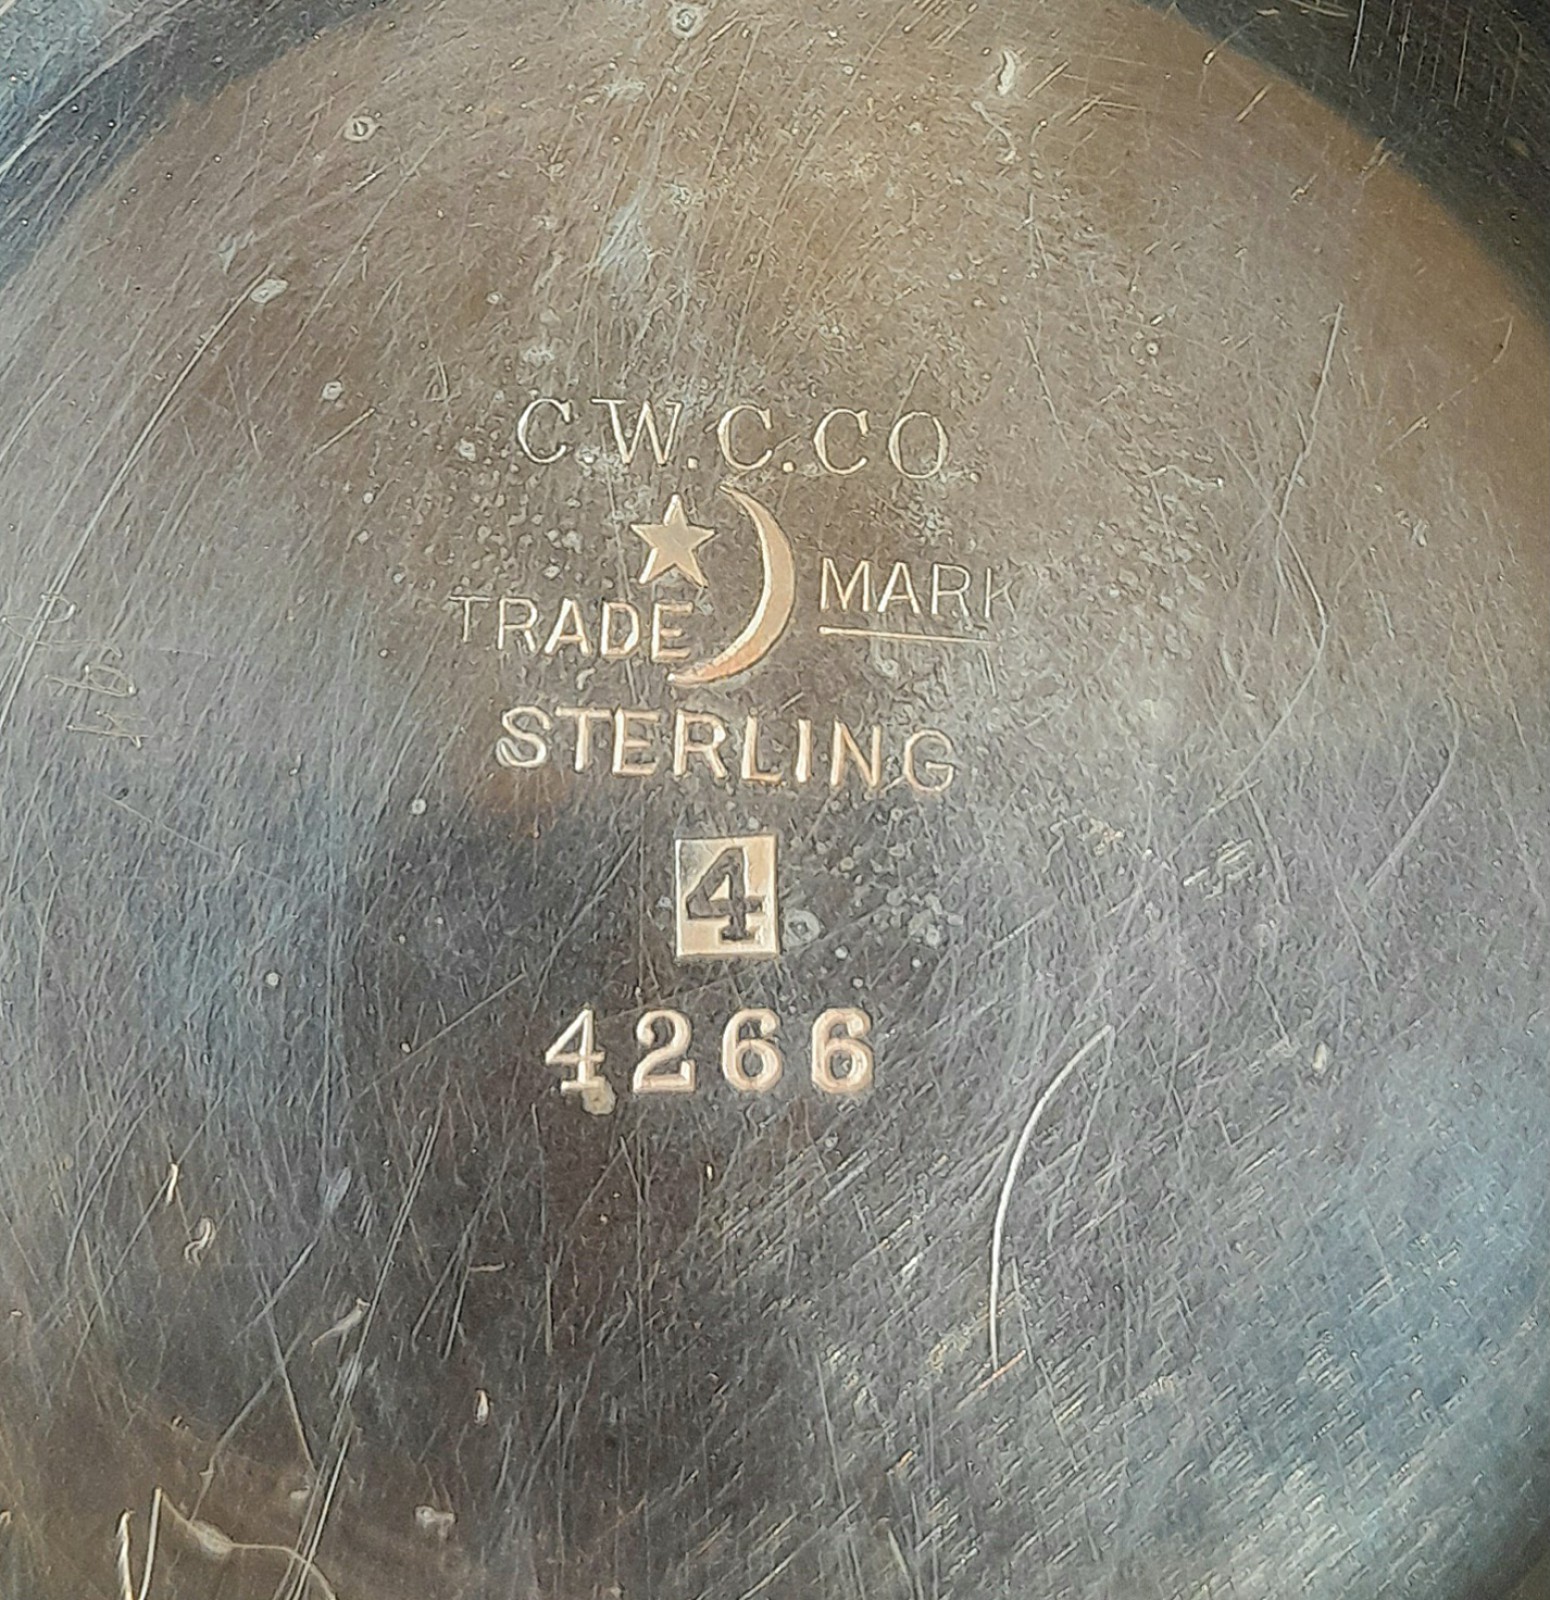 C.W.C.CO.
TRADE MARK
STERLING
4
4266